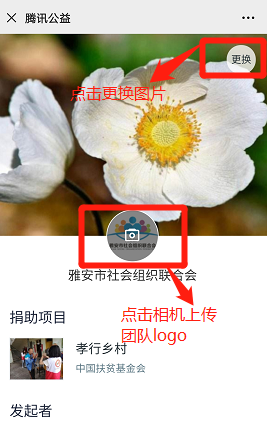 腾讯公益
更换
点击更换图片
雅安市社会组织联合会
雅安市社会组织联合会
捐助项目
点击相机上传
团队logo
孝行乡村
中国扶贫基金会
发起者